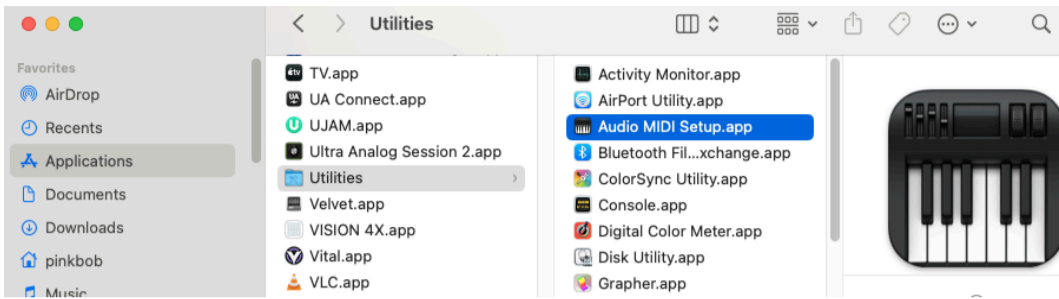 Utilities
Favorites
AirDrop
Recents
Applications
Documents
Downloads
pinkbob
Music
TV.app
UA Connect.app
UJAM.app
Ultra Analog Session 2.app
Utilities
Velvet.app
VISION 4X.app
Vital.app
VLC.app
Activity Monitor.app
AirPort Utility.app
Audio MIDI Setup.app
Bluetooth Fil...xchange.app
ColorSync Utility.app
Console.app
Digital Color Meter.app
Disk Utility.app
Grapher.app